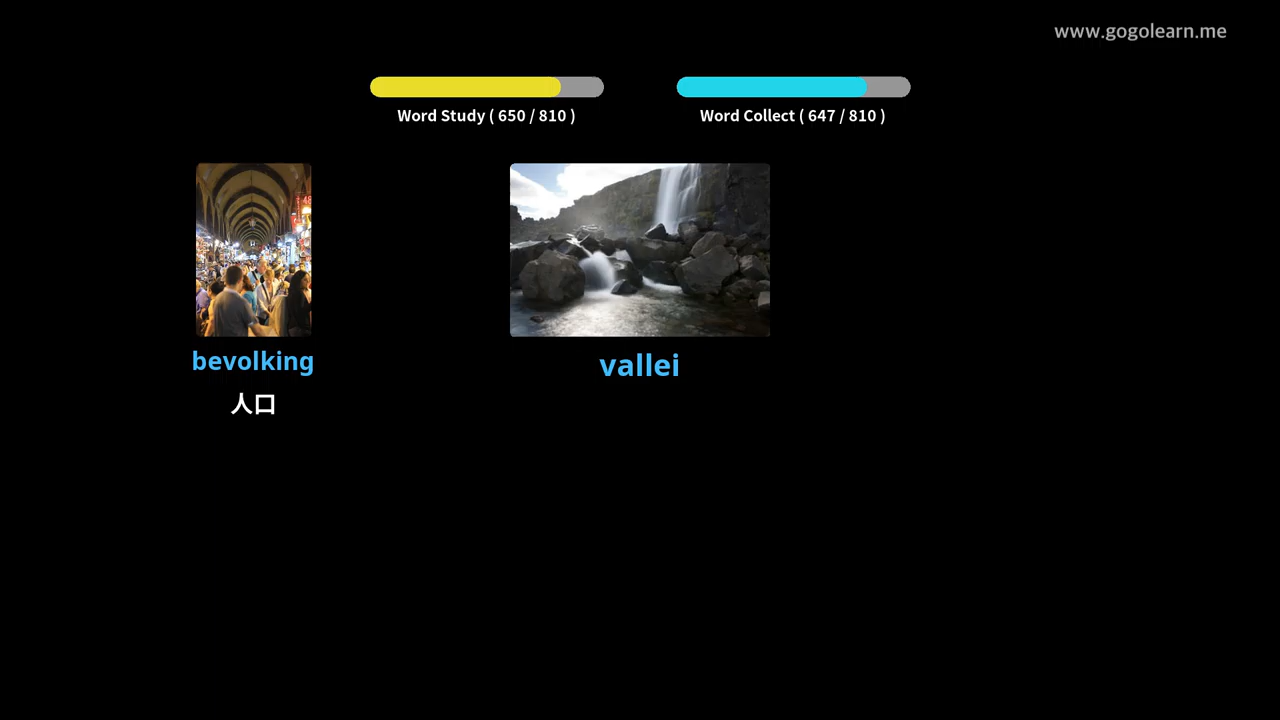 www.gogolearn.me
Word Study ( 650 / 810 )
Word Collect ( 647 / 810 )
bevolking
人口
vallei